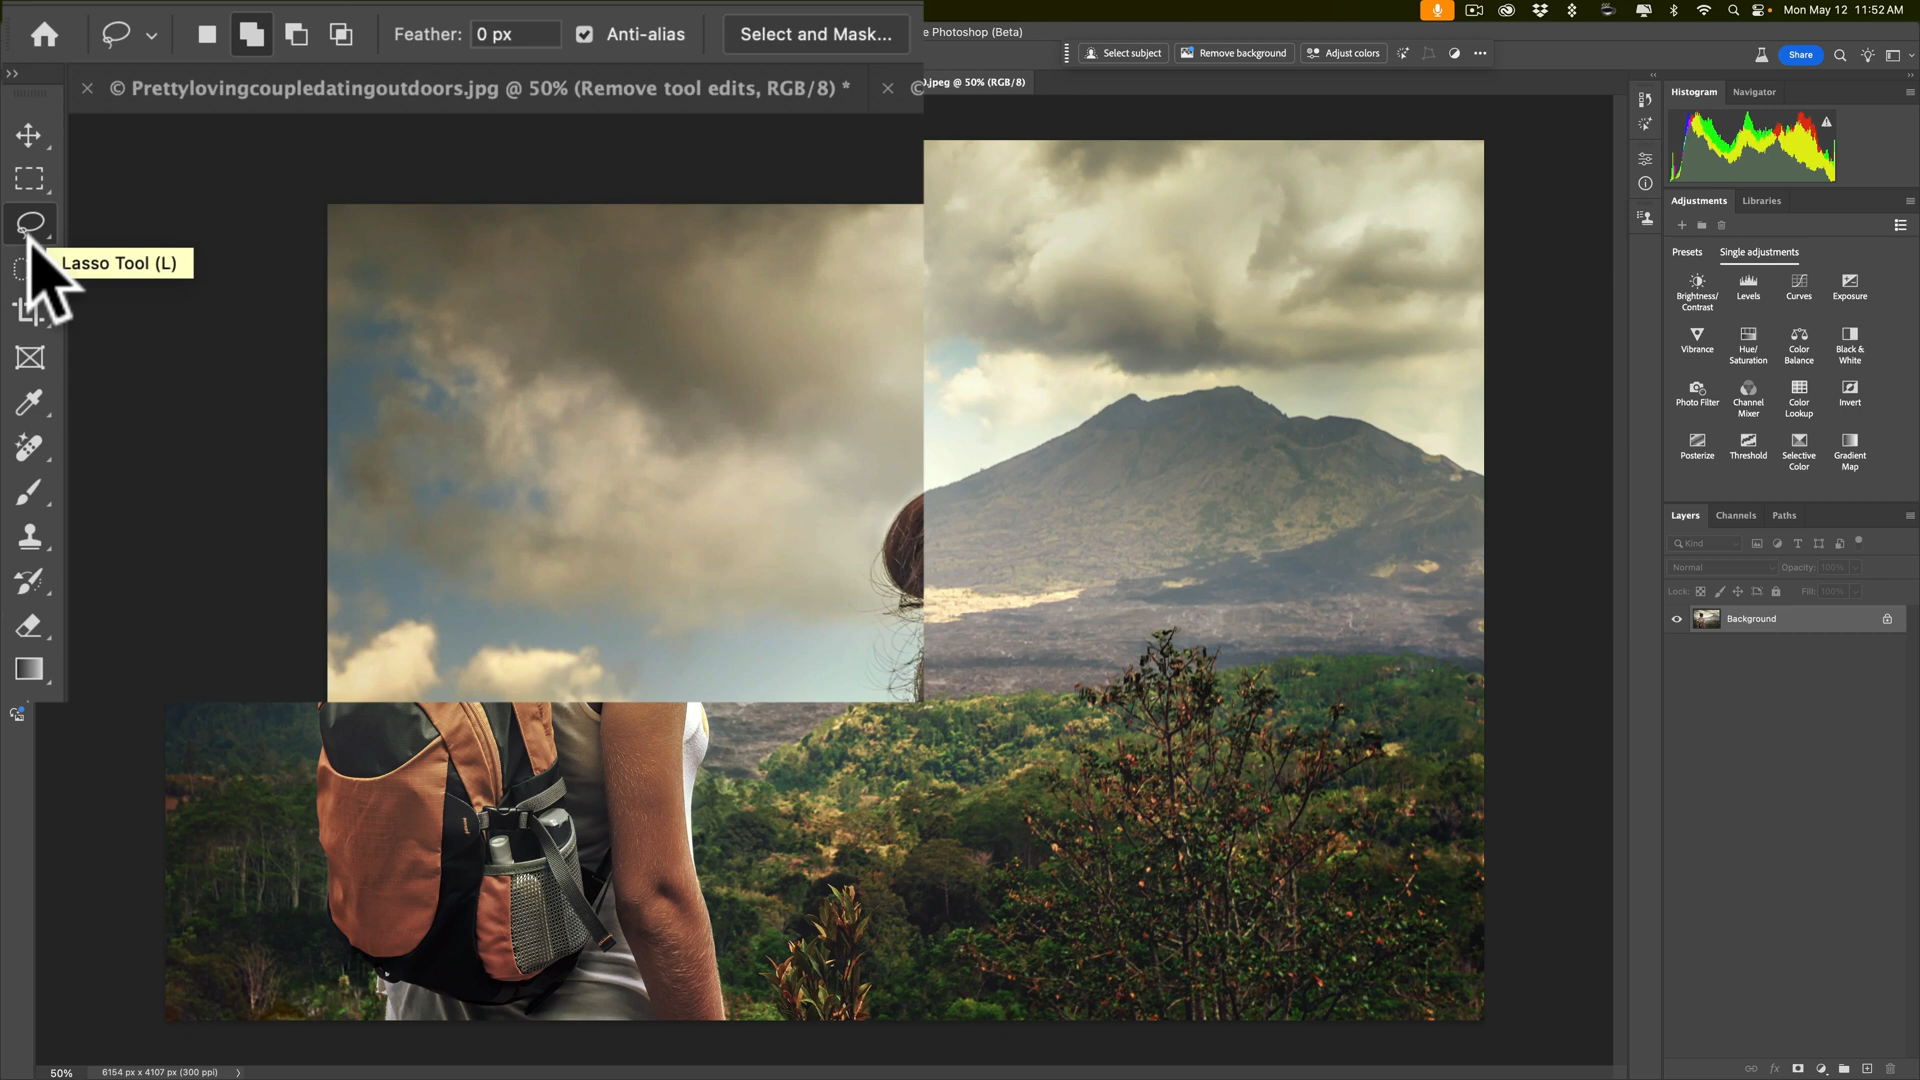 Mon May 12 11:52 AM
Feather: 0 px Anti-alias Select and Mask...
e Photoshop (Beta)
Select subject Remove background Adjust colors
Share
© Prettylovingcoupledatingoutdoors.jpg @ 50% (Remove tool edits, RGB/8) *
.jpeg @ 50% (RGB/8)
Histogram Navigator
Lasso Tool (L)
Adjustments Libraries
Presets Single adjustments
Brightness/
Contrast
Levels
Curves
Exposure
Vibrance
Hue/
Saturation
Color
Balance
Black &
White
Photo Filter
Channel
Mixer
Color
Lookup
Invert
Posterize
Threshold
Selective
Color
Gradient
Map
Layers Channels Paths
Kind
Normal Opacity: 100%
Lock: Fill: 100%
Background
50% 6154 px x 4107 px (300 ppi)
fx